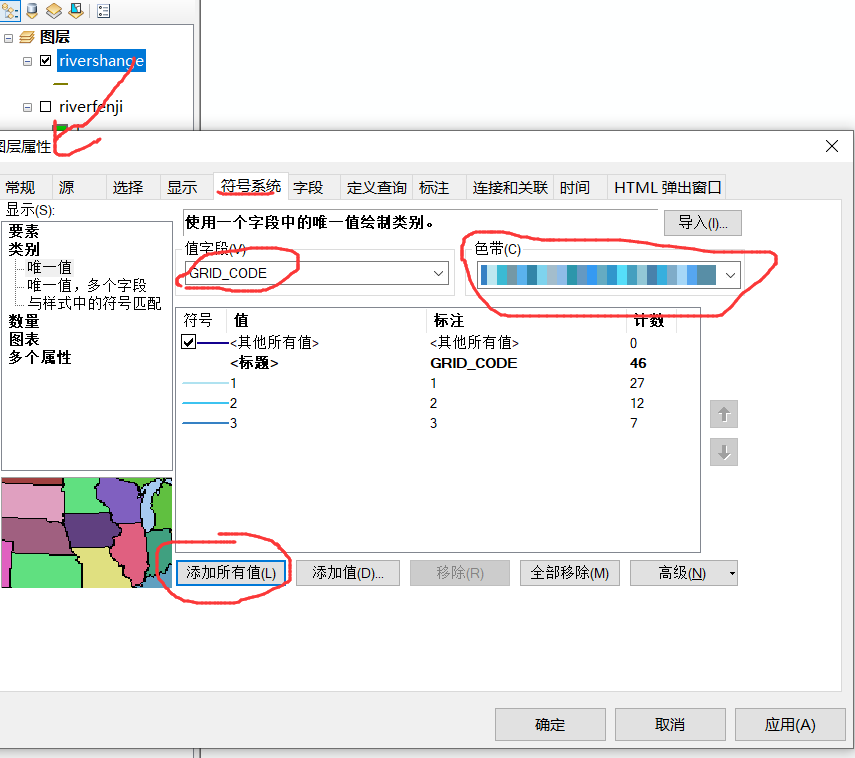 图层
rivershange
riverfenji
图层属性
常规 源 选择 显示 符号系统 字段 定义查询 标注 连接和关联 时间 HTML 弹出窗口
显示(S):
要素
类别
唯一值
唯一值，多个字段
与样式中的符号匹配
数量
图表
多个属性
使用一个字段中的唯一值绘制类别。
导入(I)...
值字段(V)
GRID_CODE
色带(C)
符号 值 标注 计数
<其他所有值> <其他所有值> 0
<标题> GRID_CODE 46
1 1 27
2 2 12
3 3 7
添加所有值(L) 添加值(D)... 移除(R) 全部移除(M) 高级(N)
确定 取消 应用(A)